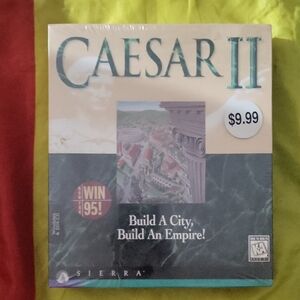 CAESAR II
$9.99
WIN
95!
Build A City,
Build An Empire!
SIERRA